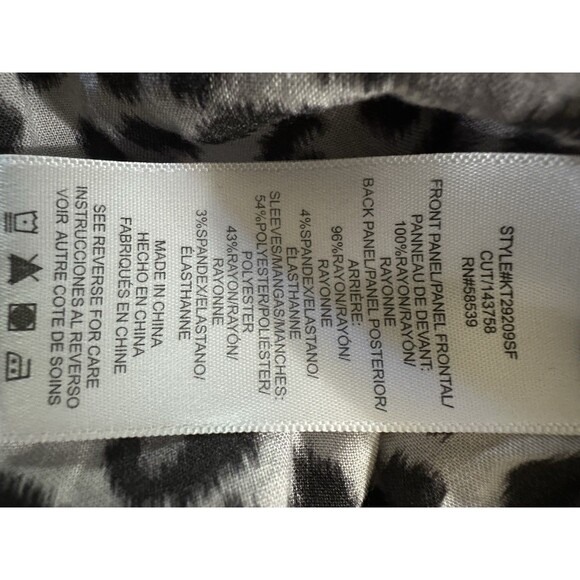 STYLE#KT29209SF
CUT/143758
RN#58539
FRONT PANEL/PANEL FRONTAL/
PANNEAU DE DEVANT:
100%RAYON/RAYÓN/
RAYONNE
BACK PANEL/PANEL POSTERIOR/
ARRIÉRE:
96%RAYON/RAYÓN/
RAYONNE
4%SPANDEX/ELASTANO/
ÉLASTHANNE
SLEEVES/MANGAS/MANCHES:
54%POLYESTER/POLIÉSTER/
POLYESTER
43%RAYON/RAYÓN/
RAYONNE
3%SPANDEX/ELASTANO/
ÉLASTHANNE
MADE IN CHINA
HECHO EN CHINA
FABRIQUÉS EN CHINE
SEE REVERSE FOR CARE
INSTRUCCIONES AL REVERSO
VOIR AUTRE COTE DE SOINS